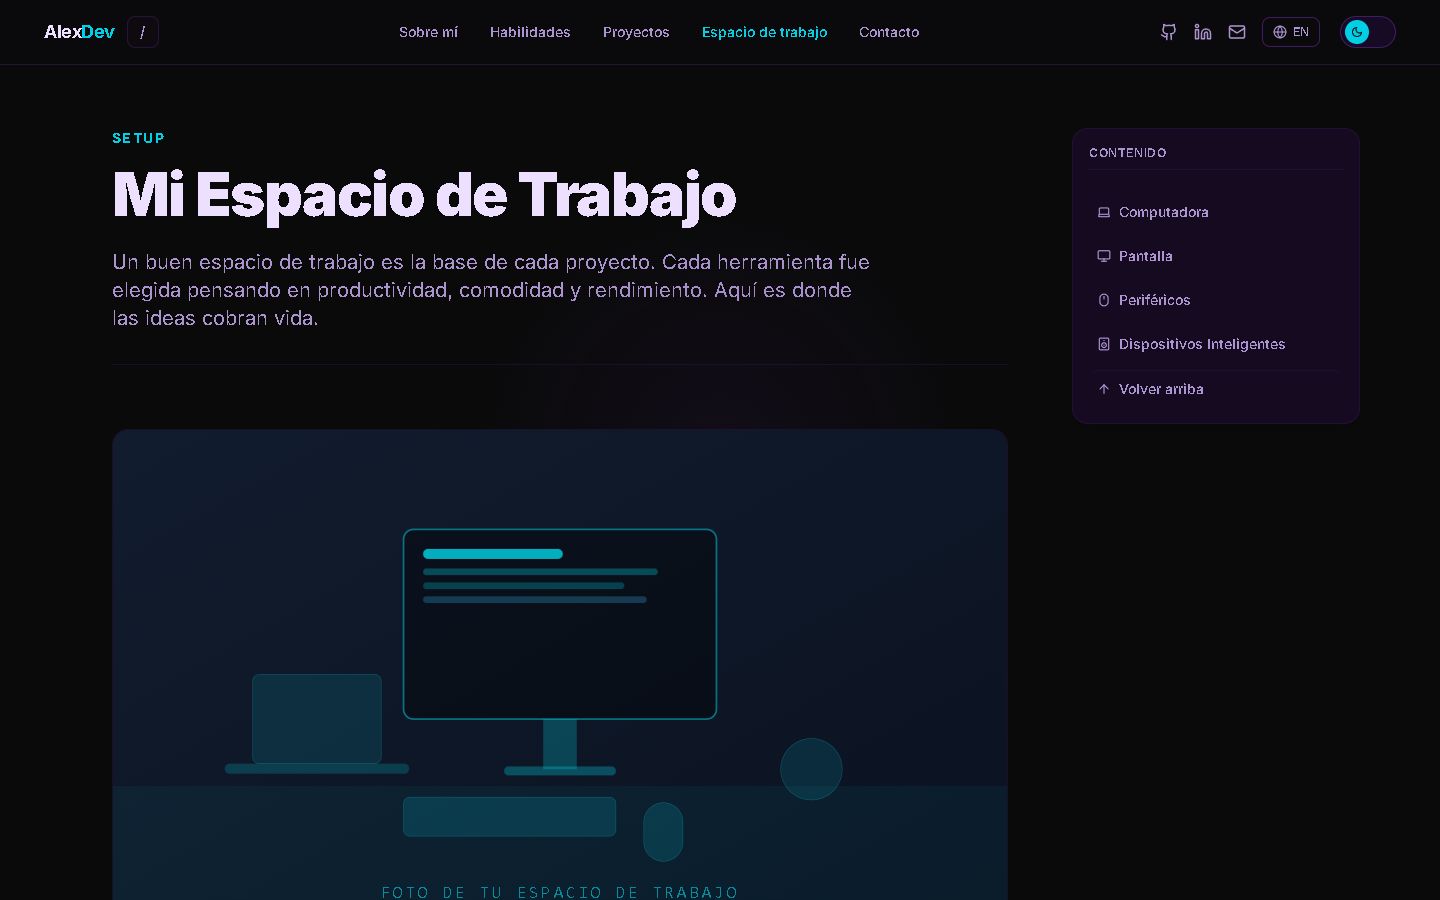 AlexDev /
Sobre mí
Habilidades
Proyectos
Espacio de trabajo
Contacto
EN
SETUP
Mi Espacio de Trabajo
Un buen espacio de trabajo es la base de cada proyecto. Cada herramienta fue
elegida pensando en productividad, comodidad y rendimiento. Aquí es donde
las ideas cobran vida.
FOTO DE TU ESPACIO DE TRABAJO
CONTENIDO
Computadora
Pantalla
Periféricos
Dispositivos Inteligentes
Volver arriba